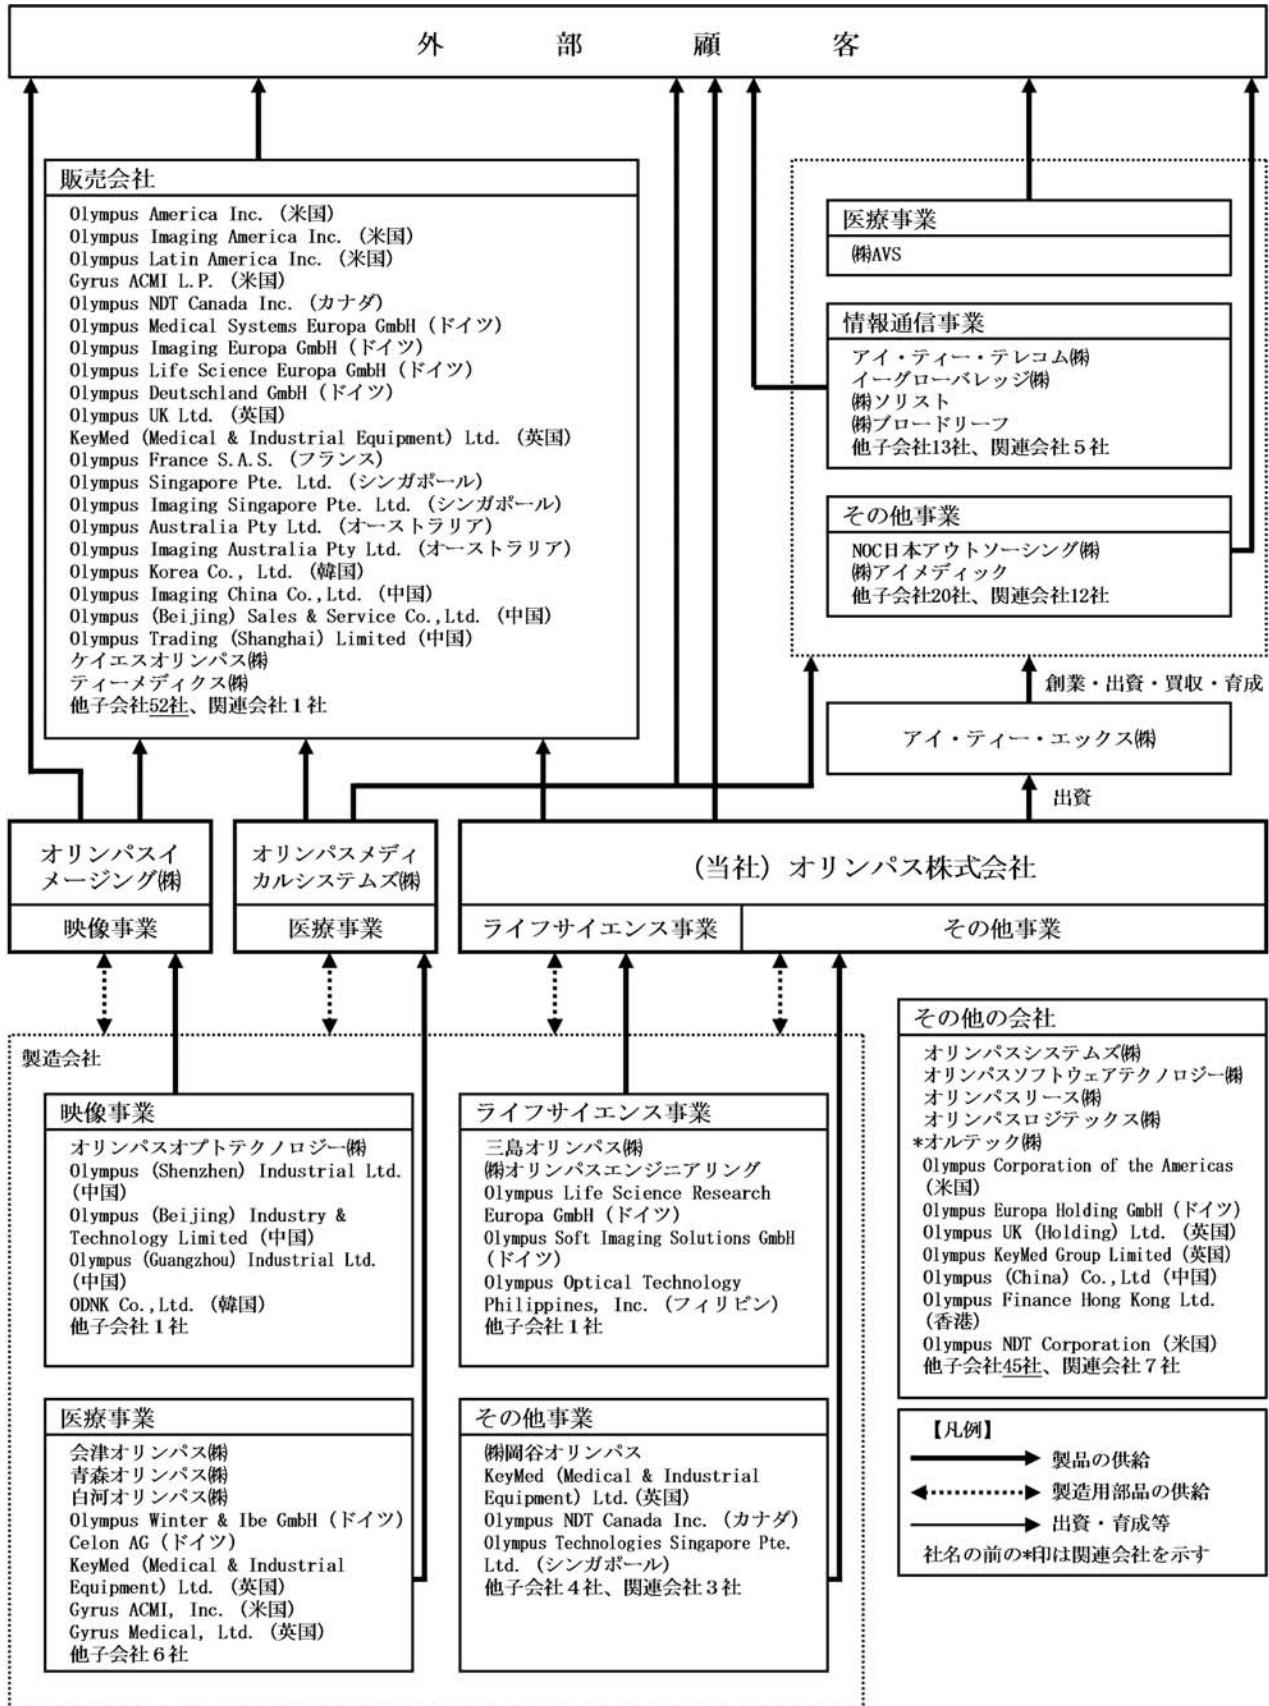 外部顧客
販売会社
Olympus America Inc. (米国)
Olympus Imaging America Inc. (米国)
Olympus Latin America Inc. (米国)
Gyrus ACMI L.P. (米国)
Olympus NDT Canada Inc. (カナダ)
Olympus Medical Systems Europa GmbH (ドイツ)
Olympus Imaging Europa GmbH (ドイツ)
Olympus Life Science Europa GmbH (ドイツ)
Olympus Deutschland GmbH (ドイツ)
Olympus UK Ltd. (英国)
KeyMed (Medical & Industrial Equipment) Ltd. (英国)
Olympus France S.A.S. (フランス)
Olympus Singapore Pte. Ltd. (シンガポール)
Olympus Imaging Singapore Pte. Ltd. (シンガポール)
Olympus Australia Pty Ltd. (オーストラリア)
Olympus Imaging Australia Pty Ltd. (オーストラリア)
Olympus Korea Co., Ltd. (韓国)
Olympus Imaging China Co.,Ltd. (中国)
Olympus (Beijing) Sales & Service Co.,Ltd. (中国)
Olympus Trading (Shanghai) Limited (中国)
ケイエスオリンパス㈱
ティーメディクス㈱
他子会社52社、関連会社1社
医療事業
㈱AVS
情報通信事業
アイ・ティー・テレコム㈱
イーグローバレッジ㈱
㈱ソリスト
㈱ブロードリーフ
他子会社13社、関連会社5社
その他事業
NOC日本アウトソーシング㈱
㈱アイメディック
他子会社20社、関連会社12社
創業・出資・買収・育成
アイ・ティー・エックス㈱
出資
オリンパスイ
メージング㈱
映像事業
オリンパスメディ
カルシステムズ㈱
医療事業
(当社) オリンパス株式会社
ライフサイエンス事業
その他事業
製造会社
映像事業
オリンパスオプトテクノロジー㈱
Olympus (Shenzhen) Industrial Ltd.
(中国)
Olympus (Beijing) Industry &
Technology Limited (中国)
Olympus (Guangzhou) Industrial Ltd.
(中国)
ODNK Co.,Ltd. (韓国)
他子会社1社
ライフサイエンス事業
三島オリンパス㈱
㈱オリンパスエンジニアリング
Olympus Life Science Research
Europa GmbH (ドイツ)
Olympus Soft Imaging Solutions GmbH
(ドイツ)
Olympus Optical Technology
Philippines, Inc. (フィリピン)
他子会社1社
医療事業
会津オリンパス㈱
青森オリンパス㈱
白河オリンパス㈱
Olympus Winter & Ibe GmbH (ドイツ)
Celon AG (ドイツ)
KeyMed (Medical & Industrial
Equipment) Ltd. (英国)
Gyrus ACMI, Inc. (米国)
Gyrus Medical, Ltd. (英国)
他子会社6社
その他事業
㈱岡谷オリンパス
KeyMed (Medical & Industrial
Equipment) Ltd.(英国)
Olympus NDT Canada Inc. (カナダ)
Olympus Technologies Singapore Pte.
Ltd. (シンガポール)
他子会社4社、関連会社3社
その他の会社
オリンパスシステムズ㈱
オリンパスソフトウェアテクノロジー㈱
オリンパスリース㈱
オリンパスロジテックス㈱
*オルテック㈱
Olympus Corporation of the Americas
(米国)
Olympus Europa Holding GmbH (ドイツ)
Olympus UK (Holding) Ltd. (英国)
Olympus KeyMed Group Limited (英国)
Olympus (China) Co.,Ltd (中国)
Olympus Finance Hong Kong Ltd.
(香港)
Olympus NDT Corporation (米国)
他子会社45社、関連会社7社
【凡例】
製品の供給
製造用部品の供給
出資・育成等
社名の前の*印は関連会社を示す